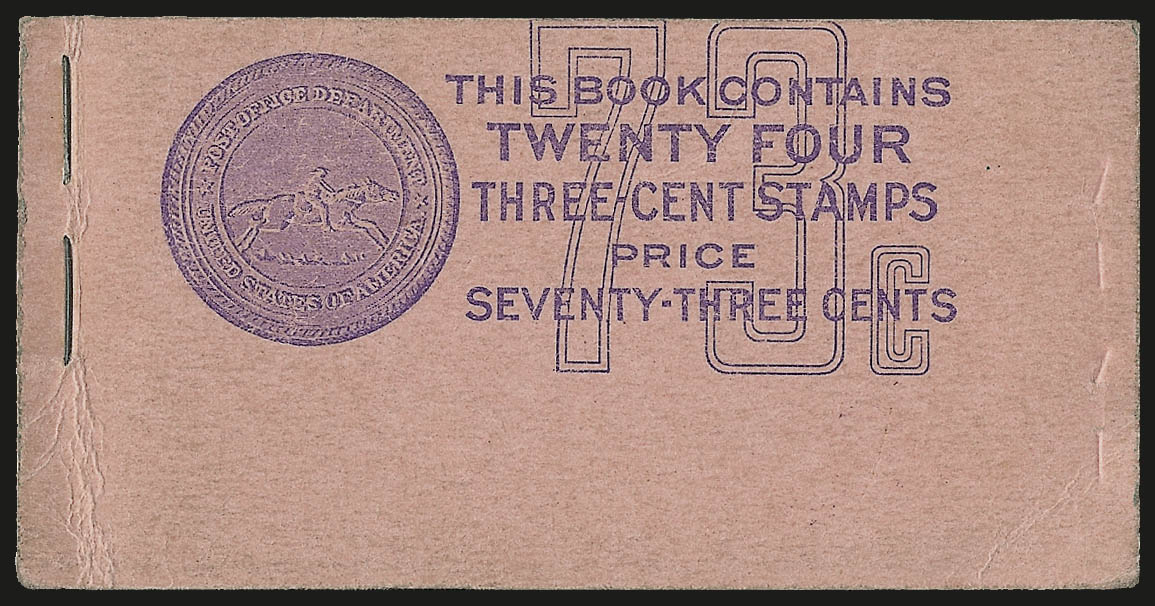 POST OFFICE DEPARTMENT
UNITED STATES OF AMERICA
THIS BOOK CONTAINS
TWENTY FOUR
THREE-CENT STAMPS
PRICE
SEVENTY-THREE CENTS
73c